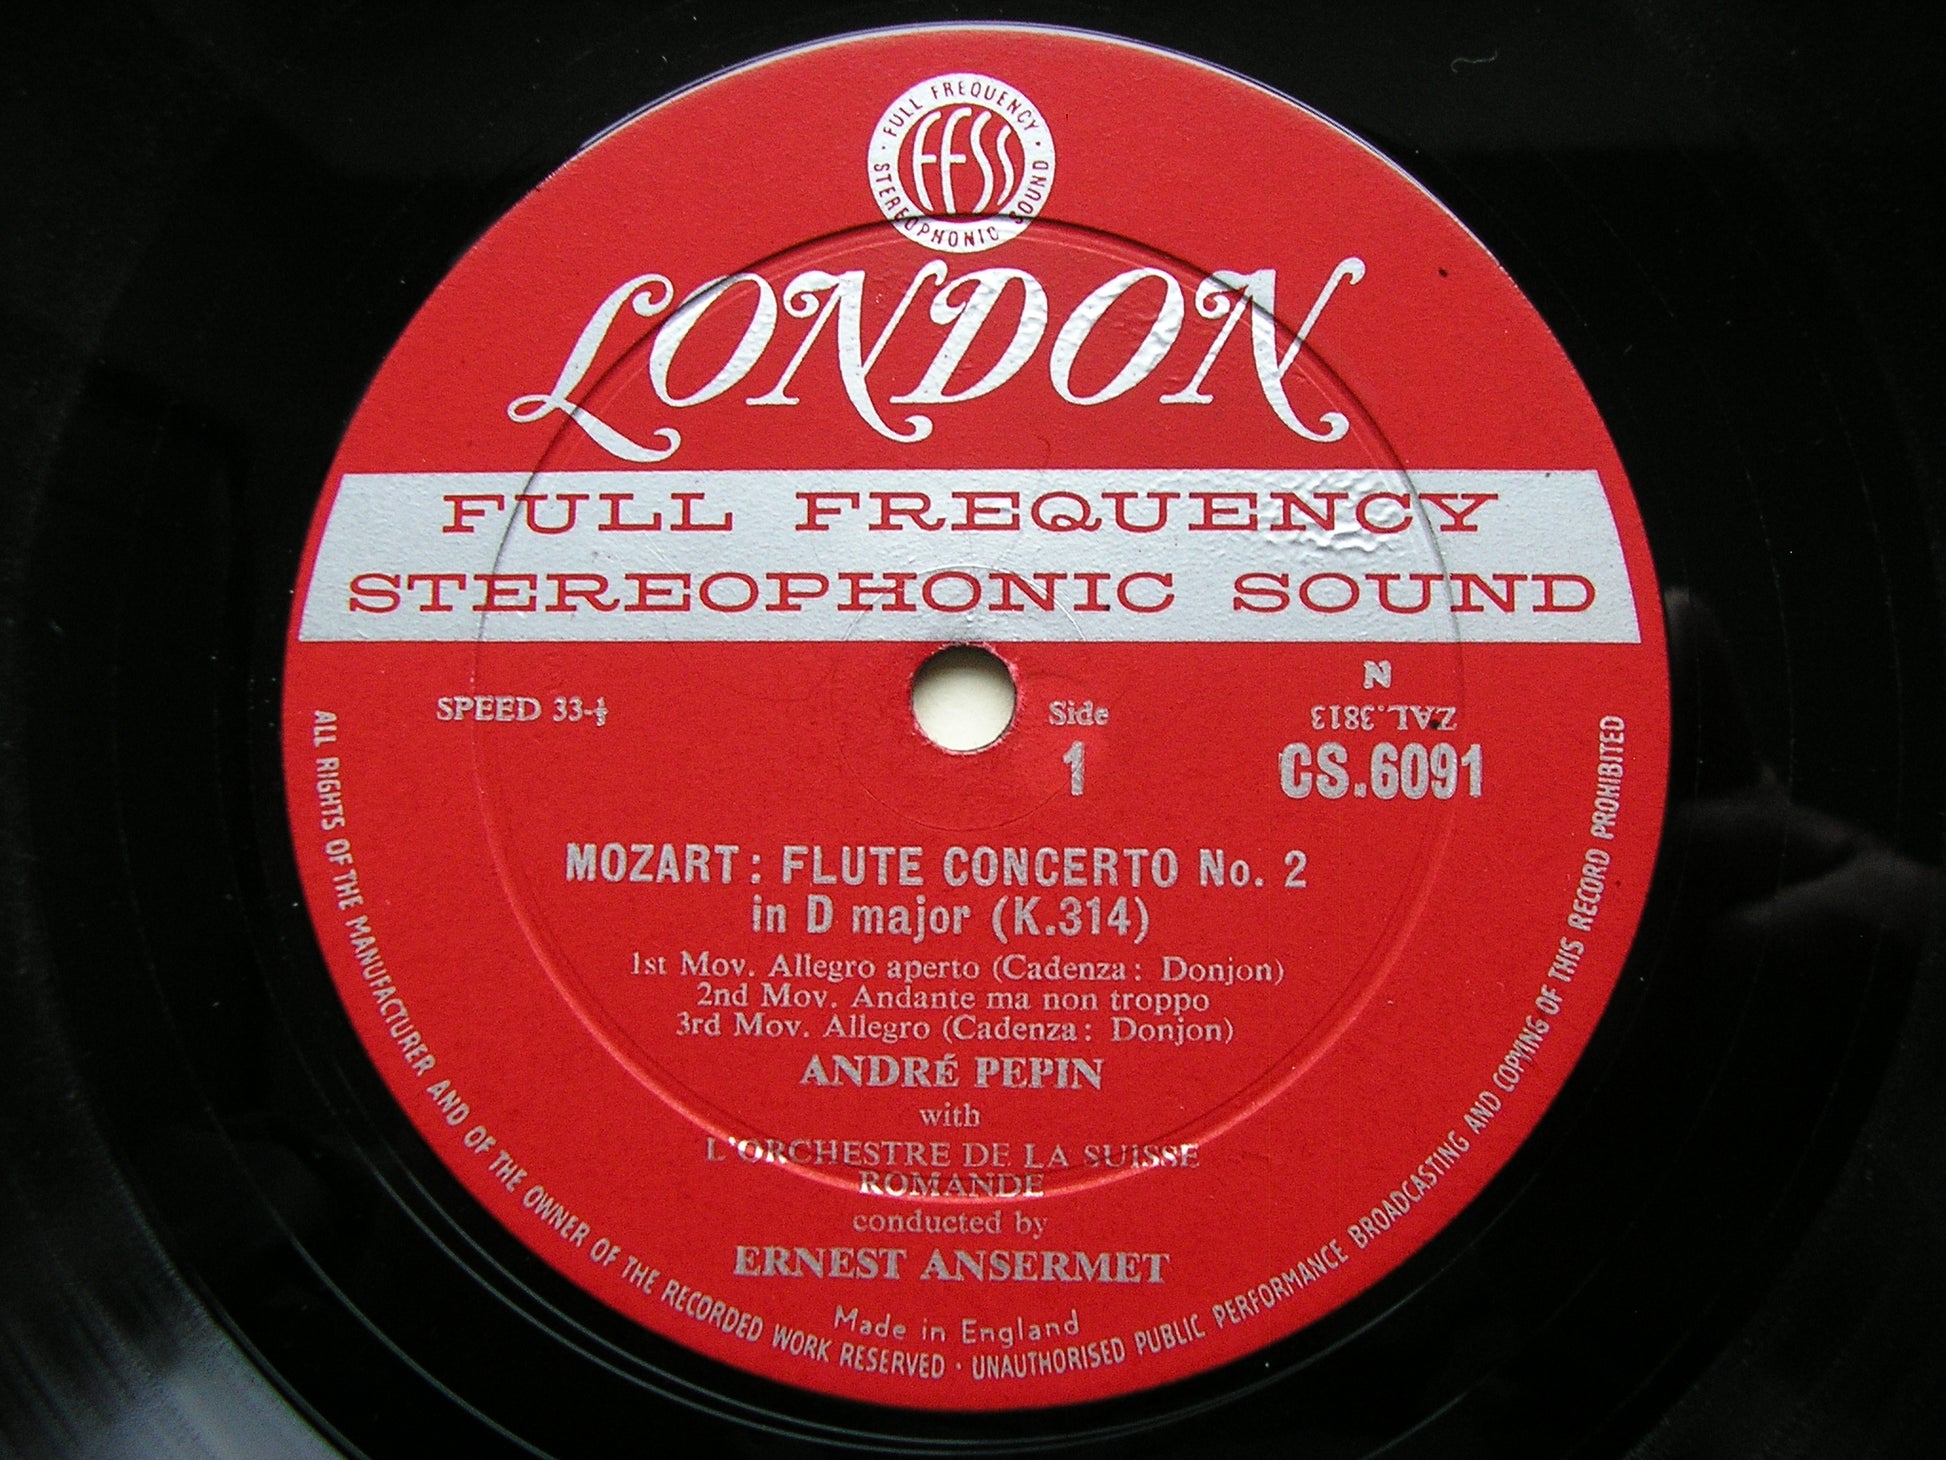 FULL FREQUENCY
FFSS
STEREOPHONIC SOUND
LONDON
FULL FREQUENCY
STEREOPHONIC SOUND
SPEED 33-⅓
Side
1
N
ZAL.3813
CS.6091
MOZART: FLUTE CONCERTO No. 2
in D major (K.314)
1st Mov. Allegro aperto (Cadenza: Donjon)
2nd Mov. Andante ma non troppo
3rd Mov. Allegro (Cadenza: Donjon)
ANDRÉ PEPIN
with
L'ORCHESTRE DE LA SUISSE
ROMANDE
conducted by
ERNEST ANSERMET
Made in England
ALL RIGHTS OF THE MANUFACTURER AND OF THE OWNER OF THE RECORDED WORK RESERVED · UNAUTHORISED PUBLIC PERFORMANCE BROADCASTING AND COPYING OF THIS RECORD PROHIBITED